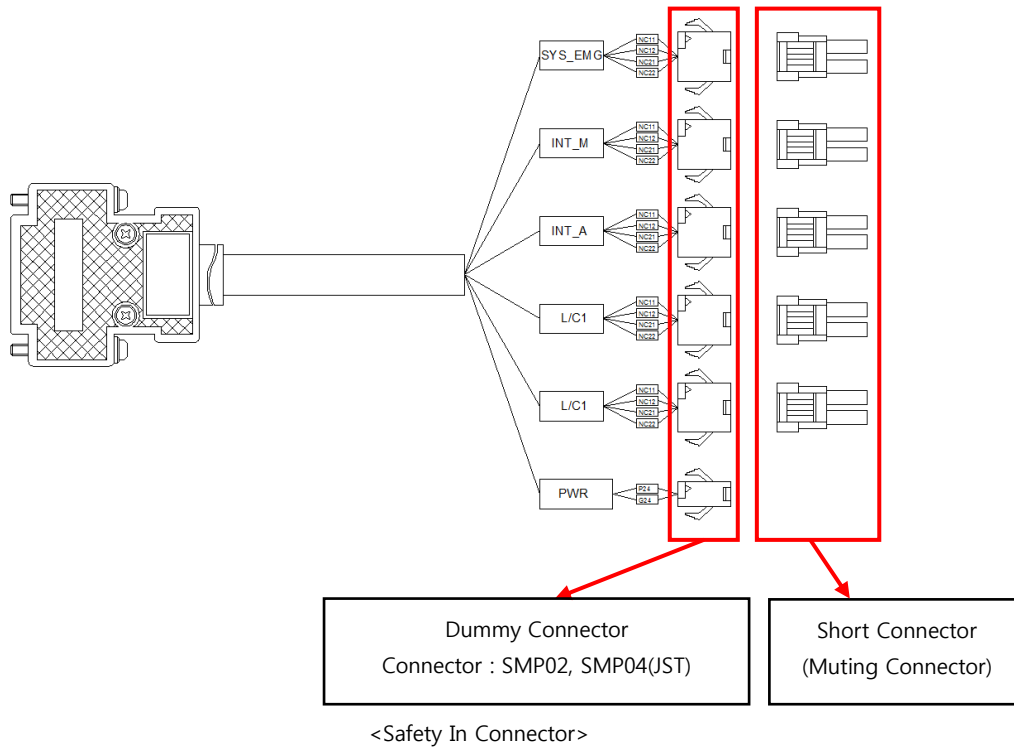 SYS_EMG
NC11
NC12
NC21
NC22
INT_M
NC11
NC12
NC21
NC22
INT_A
NC11
NC12
NC21
NC22
L/C1
NC11
NC12
NC21
NC22
L/C1
NC11
NC12
NC21
NC22
PWR
P24
G24
Dummy Connector
Connector : SMP02, SMP04(JST)
Short Connector
(Muting Connector)
<Safety In Connector>